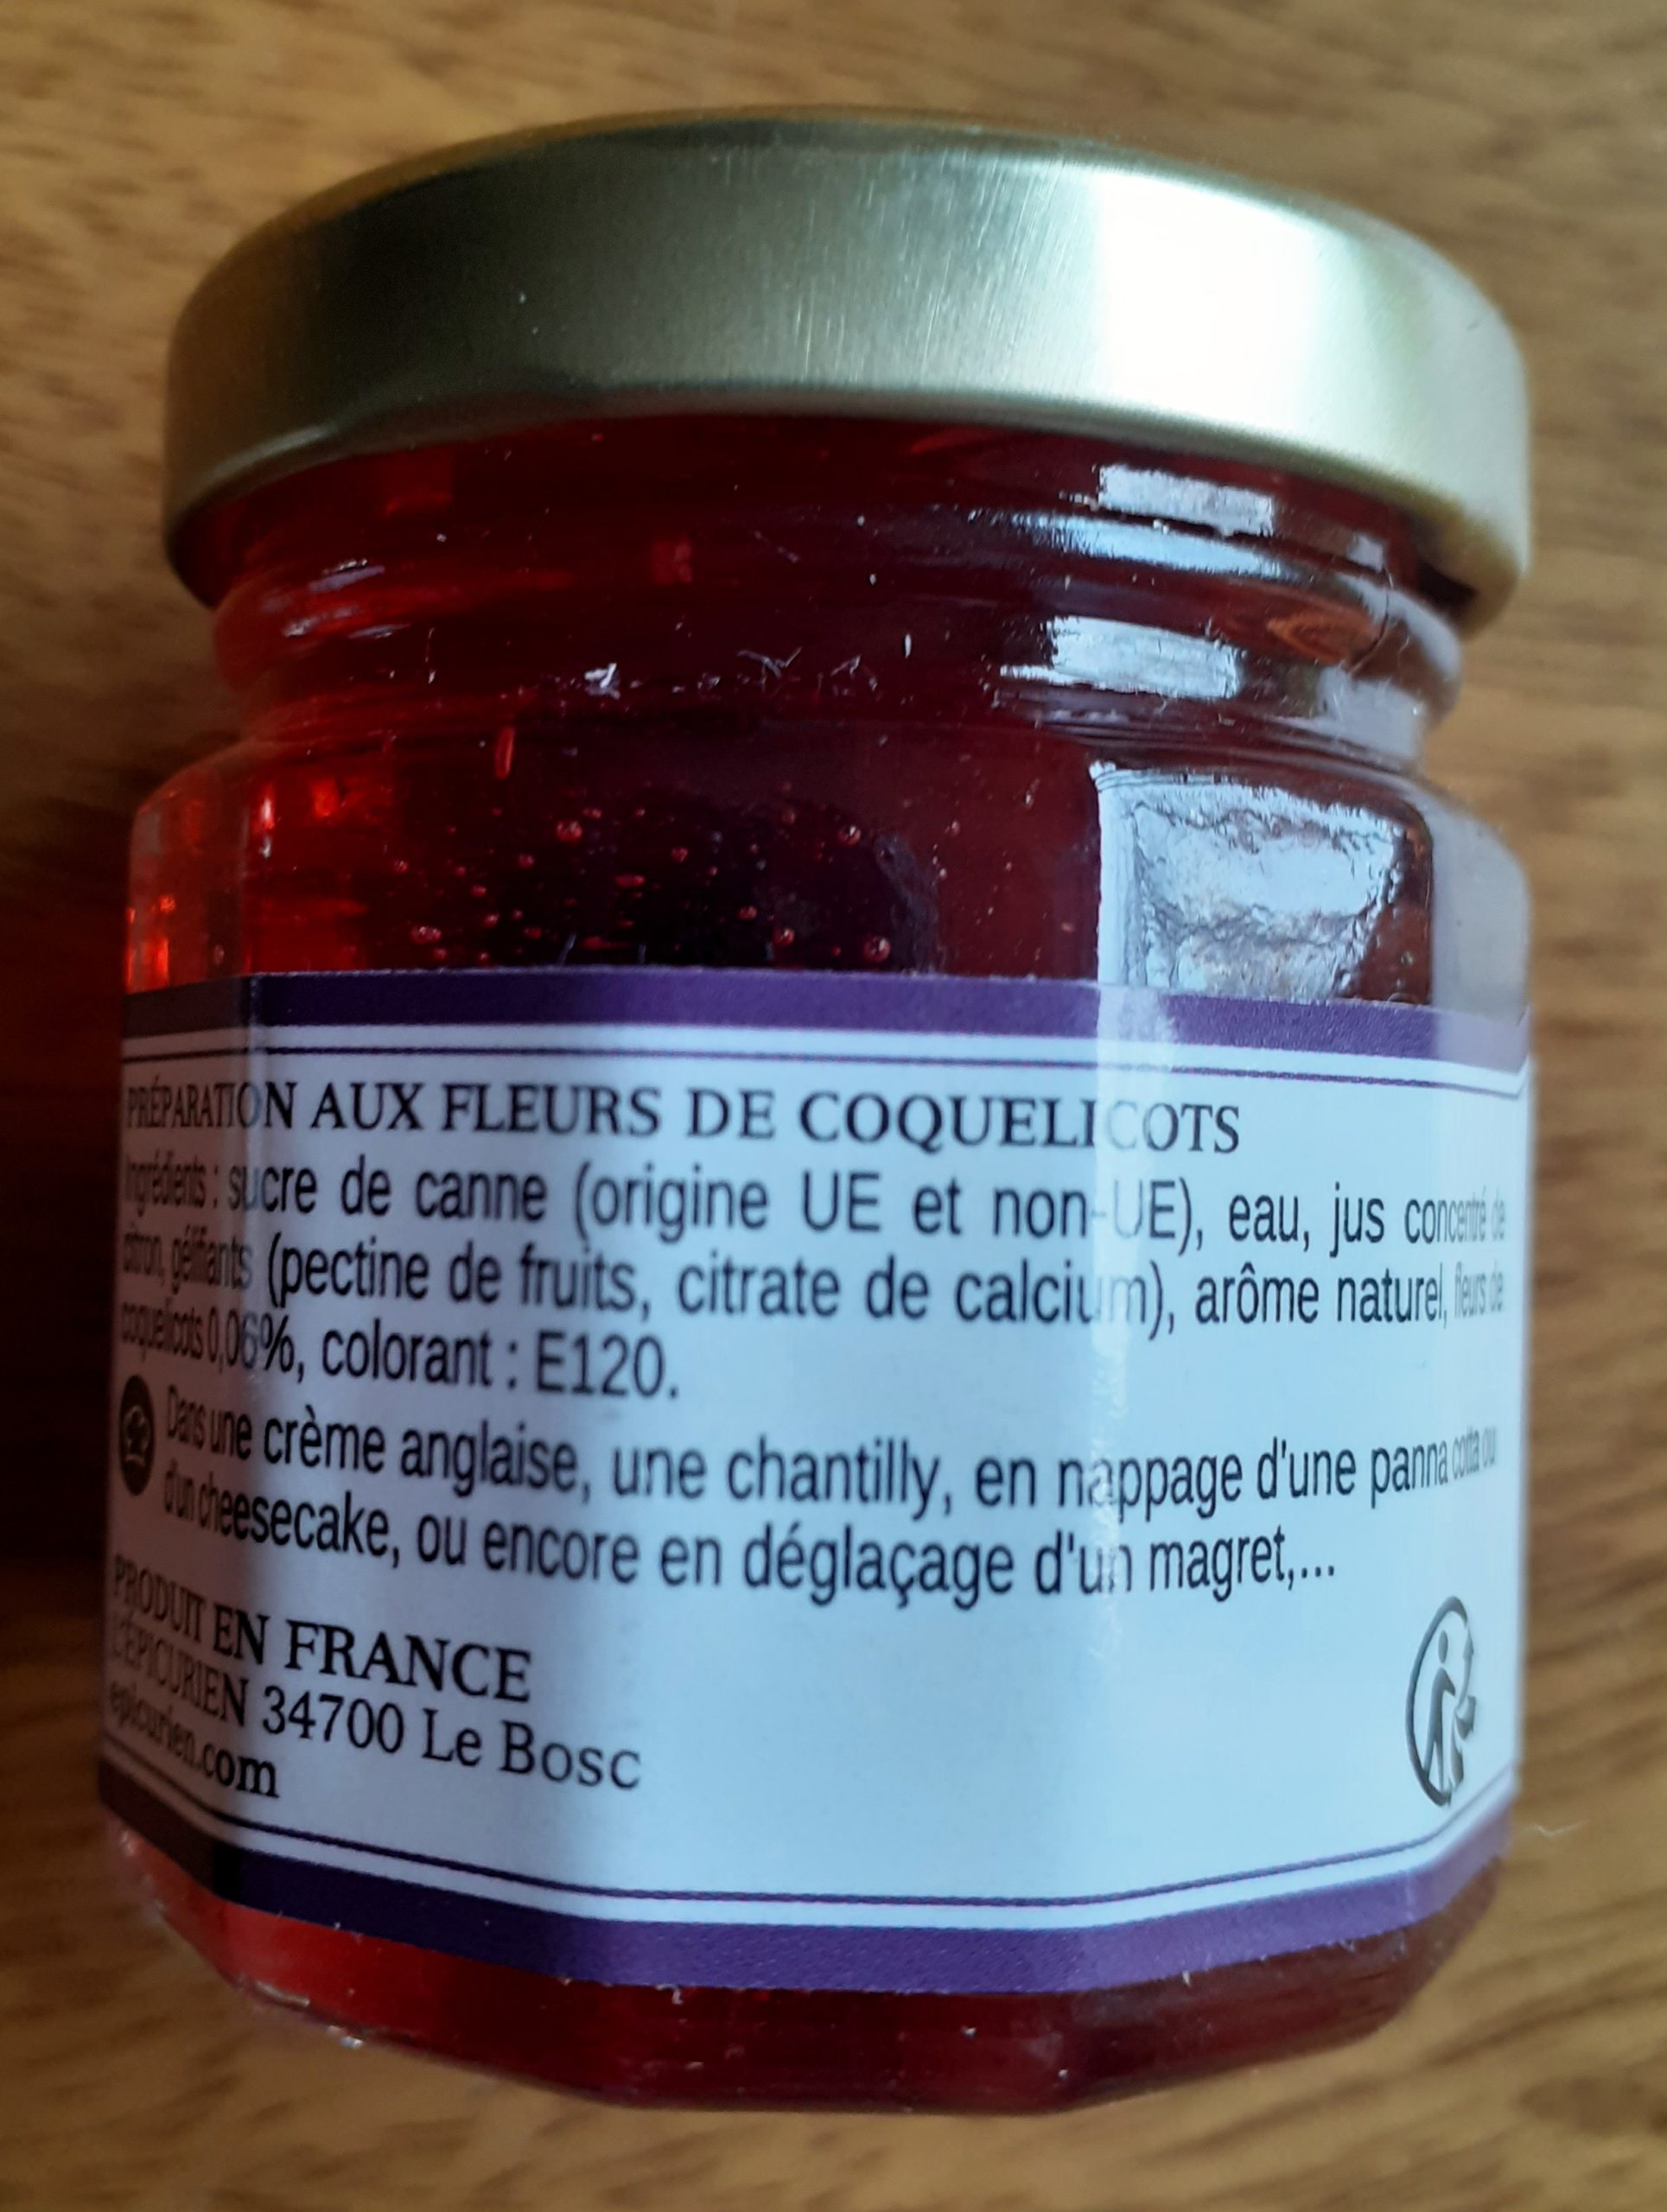 PRÉPARATION AUX FLEURS DE COQUELICOTS
Ingrédients : sucre de canne (origine UE et non-UE), eau, jus concentré de
citron, gélifiants (pectine de fruits, citrate de calcium), arôme naturel, fleurs de
coquelicots 0,06%, colorant : E120.
Dans une crème anglaise, une chantilly, en nappage d'une panna cotta ou
d'un cheesecake, ou encore en déglaçage d'un magret,...
PRODUIT EN FRANCE
L'ÉPICURIEN 34700 Le Bosc
epicurien.com